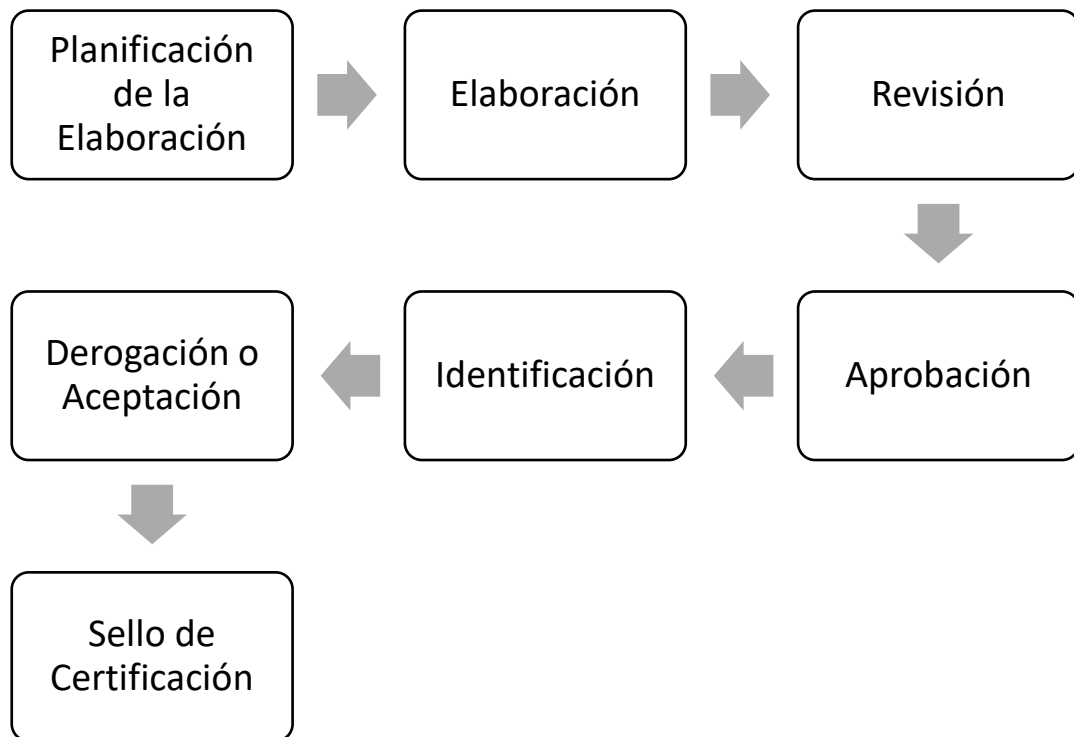 Planificación
de la
Elaboración
Elaboración
Revisión
Aprobación
Identificación
Derogación o
Aceptación
Sello de
Certificación